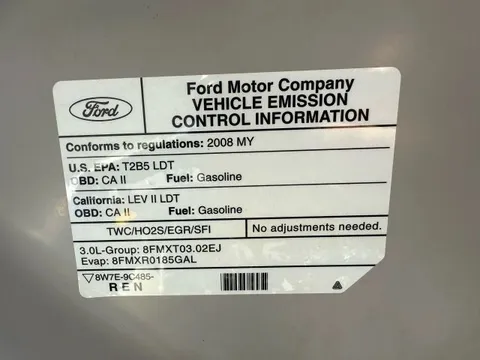 Ford
Ford Motor Company
VEHICLE EMISSION
CONTROL INFORMATION
Conforms to regulations: 2008 MY
U.S. EPA: T2B5 LDT
OBD: CA II Fuel: Gasoline
California: LEV II LDT
OBD: CA II Fuel: Gasoline
TWC/HO2S/EGR/SFI No adjustments needed.
3.0L-Group: 8FMXT03.02EJ
Evap: 8FMXR0185GAL
8W7E-9C485-
R E N